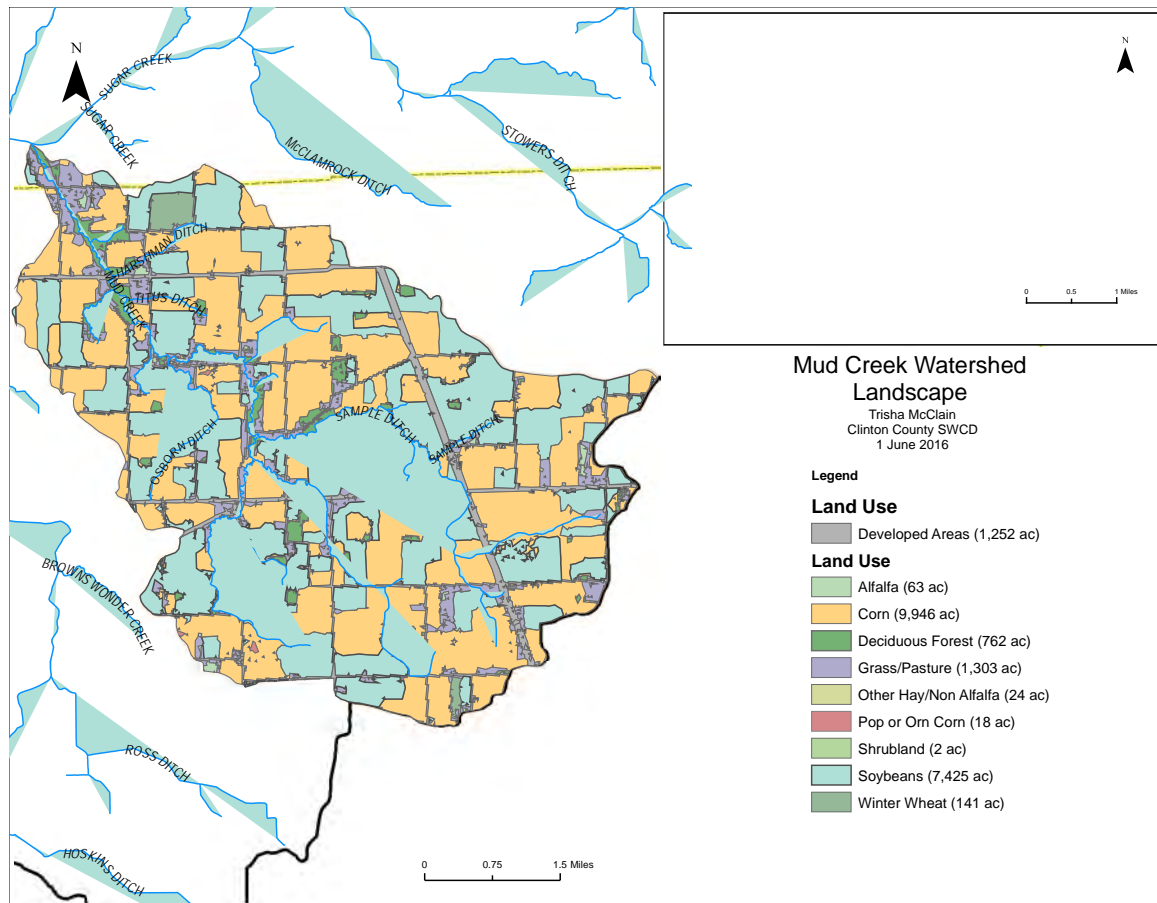 N
SUGAR CREEK
SUGAR CREEK
McCLAMROCK DITCH
STOWERS DITCH
HARSHMAN DITCH
MUD CREEK
TITUS DITCH
SAMPLE DITCH
SAMPLE DITCH
OSBORN DITCH
BROWNS WONDER CREEK
ROSS DITCH
HOSKINS DITCH
0 0.75 1.5 Miles
N
0 0.5 1 Miles
Mud Creek Watershed
Landscape
Trisha McClain
Clinton County SWCD
1 June 2016
Legend
Land Use
Developed Areas (1,252 ac)
Land Use
Alfalfa (63 ac)
Corn (9,946 ac)
Deciduous Forest (762 ac)
Grass/Pasture (1,303 ac)
Other Hay/Non Alfalfa (24 ac)
Pop or Orn Corn (18 ac)
Shrubland (2 ac)
Soybeans (7,425 ac)
Winter Wheat (141 ac)